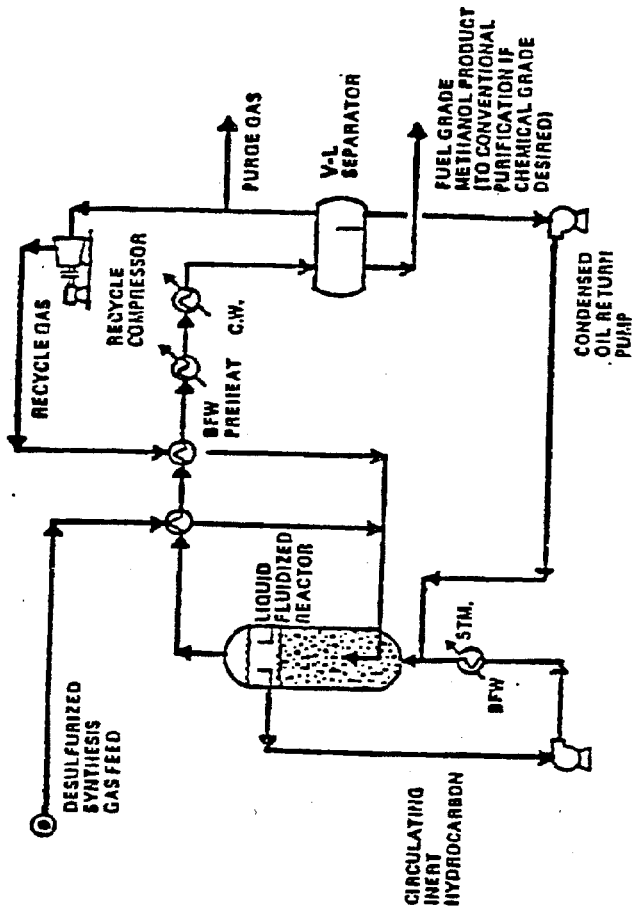 DESULFURIZED
SYNTHESIS
GAS FEED
RECYCLE GAS
RECYCLE
COMPRESSOR
PURGE GAS
BFW
PREHEAT
C.W.
V-L
SEPARATOR
LIQUID
FLUIDIZED
REACTOR
FUEL GRADE
METHANOL PRODUCT
(TO CONVENTIONAL
PURIFICATION IF
CHEMICAL GRADE
DESIRED)
CIRCULATING
INERT
HYDROCARBON
BFW
STM.
CONDENSED
OIL RETURN
PUMP